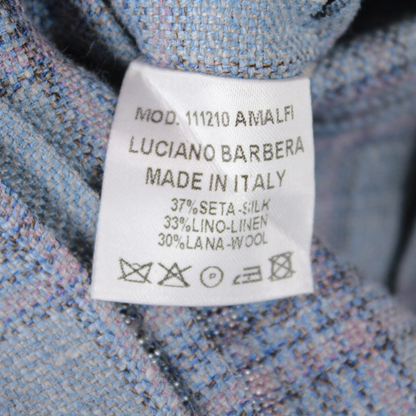 MOD. 111210 AMALFI
LUCIANO BARBERA
MADE IN ITALY
37%SETA-SILK
33%LINO-LINEN
30%LANA-WOOL